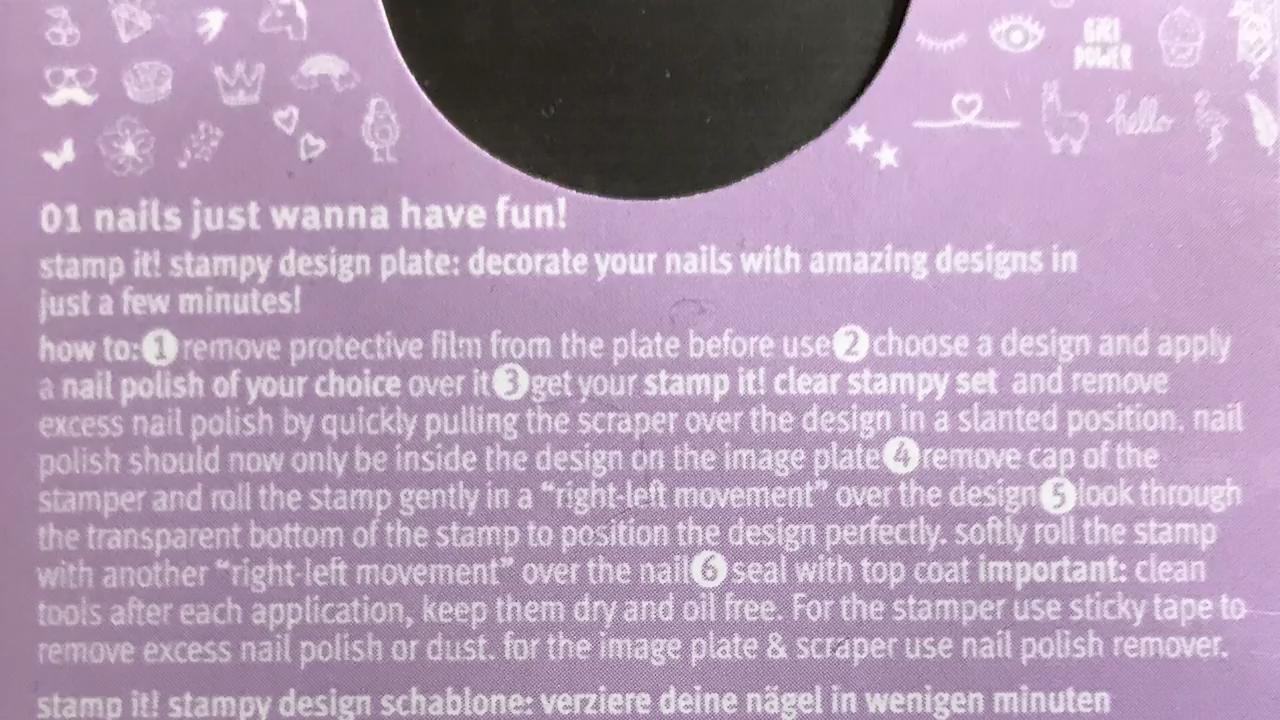 GIRL
POWER
hello
01 nails just wanna have fun!
stamp it! stampy design plate: decorate your nails with amazing designs in
just a few minutes!
how to: 1 remove protective film from the plate before use 2 choose a design and apply
a nail polish of your choice over it 3 get your stamp it! clear stampy set and remove
excess nail polish by quickly pulling the scraper over the design in a slanted position. nail
polish should now only be inside the design on the image plate 4 remove cap of the
stamper and roll the stamp gently in a “right-left movement” over the design 5 look through
the transparent bottom of the stamp to position the design perfectly. softly roll the stamp
with another “right-left movement” over the nail 6 seal with top coat important: clean
tools after each application, keep them dry and oil free. For the stamper use sticky tape to
remove excess nail polish or dust. for the image plate & scraper use nail polish remover.
stamp it! stampy design schablone: verziere deine nägel in wenigen minuten